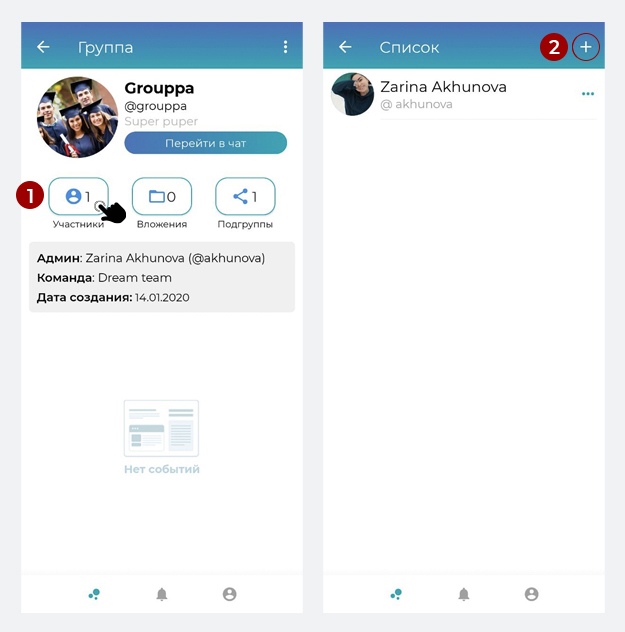 Группа
Grouppa
@grouppa
Super puper
Перейти в чат
1
1
0
1
Участники
Вложения
Подгруппы
Админ: Zarina Akhunova (@akhunova)
Команда: Dream team
Дата создания: 14.01.2020
Нет событий
Список
2
Zarina Akhunova
@ akhunova